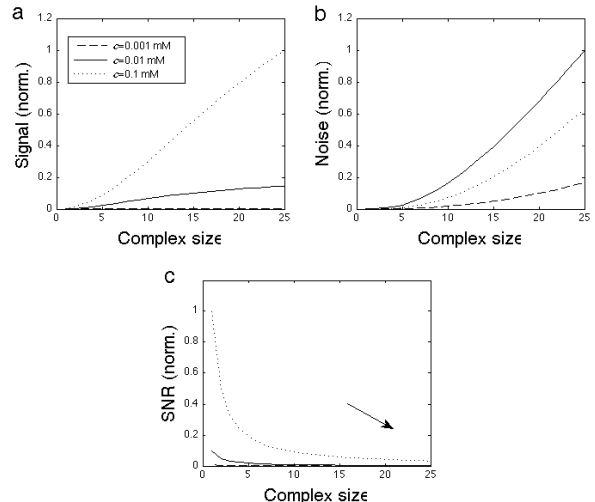 a
Signal (norm.)
1.2
1
0.8
0.6
0.4
0.2
0
c=0.001 mM
c=0.01 mM
c=0.1 mM
0 5 10 15 20 25
Complex size
b
Noise (norm.)
1.2
1
0.8
0.6
0.4
0.2
0
0 5 10 15 20 25
Complex size
c
SNR (norm.)
1
0.8
0.6
0.4
0.2
0
0 5 10 15 20 25
Complex size